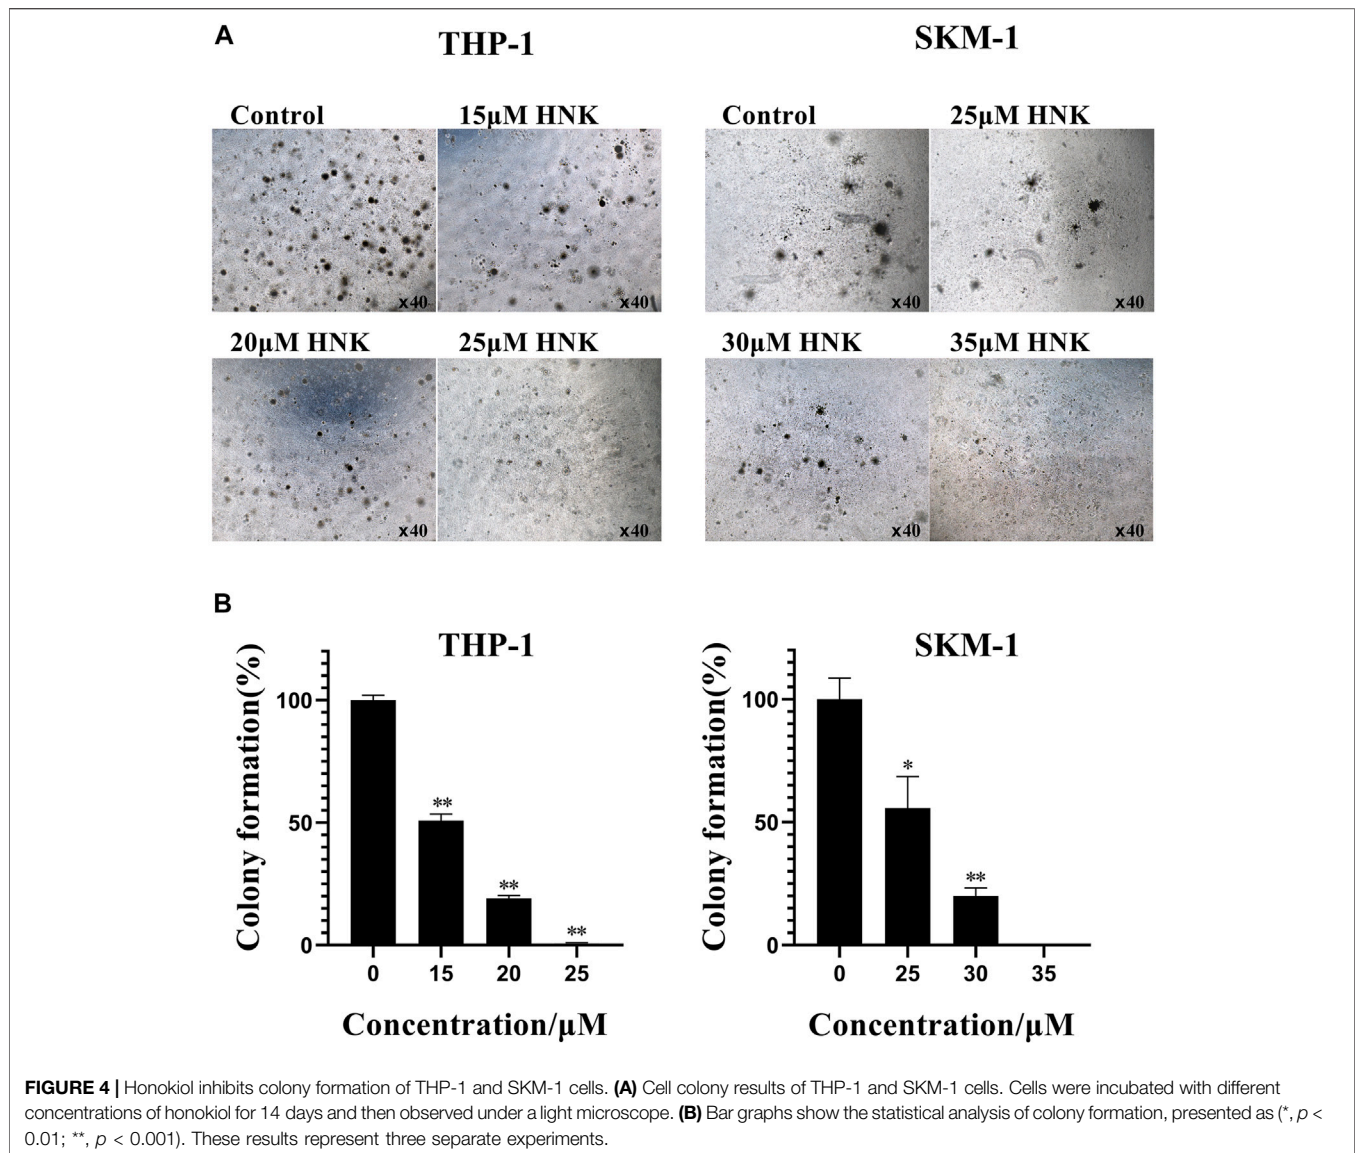 A
THP-1
SKM-1
Control
15μM HNK
Control
25μM HNK
x40
x40
x40
x40
20μM HNK
25μM HNK
30μM HNK
35μM HNK
x40
x40
x40
x40
B
THP-1
Colony formation(%)
100
50
0
**
**
**
0 15 20 25
Concentration/μM
SKM-1
Colony formation(%)
100
50
0
*
**
0 25 30 35
Concentration/μM
FIGURE 4 | Honokiol inhibits colony formation of THP-1 and SKM-1 cells. (A) Cell colony results of THP-1 and SKM-1 cells. Cells were incubated with different
concentrations of honokiol for 14 days and then observed under a light microscope. (B) Bar graphs show the statistical analysis of colony formation, presented as (*, p <
0.01; **, p < 0.001). These results represent three separate experiments.